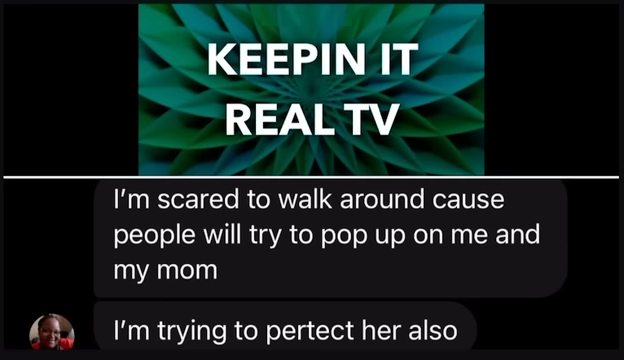 KEEPIN IT
REAL TV
I'm scared to walk around cause
people will try to pop up on me and
my mom
I'm trying to pertect her also